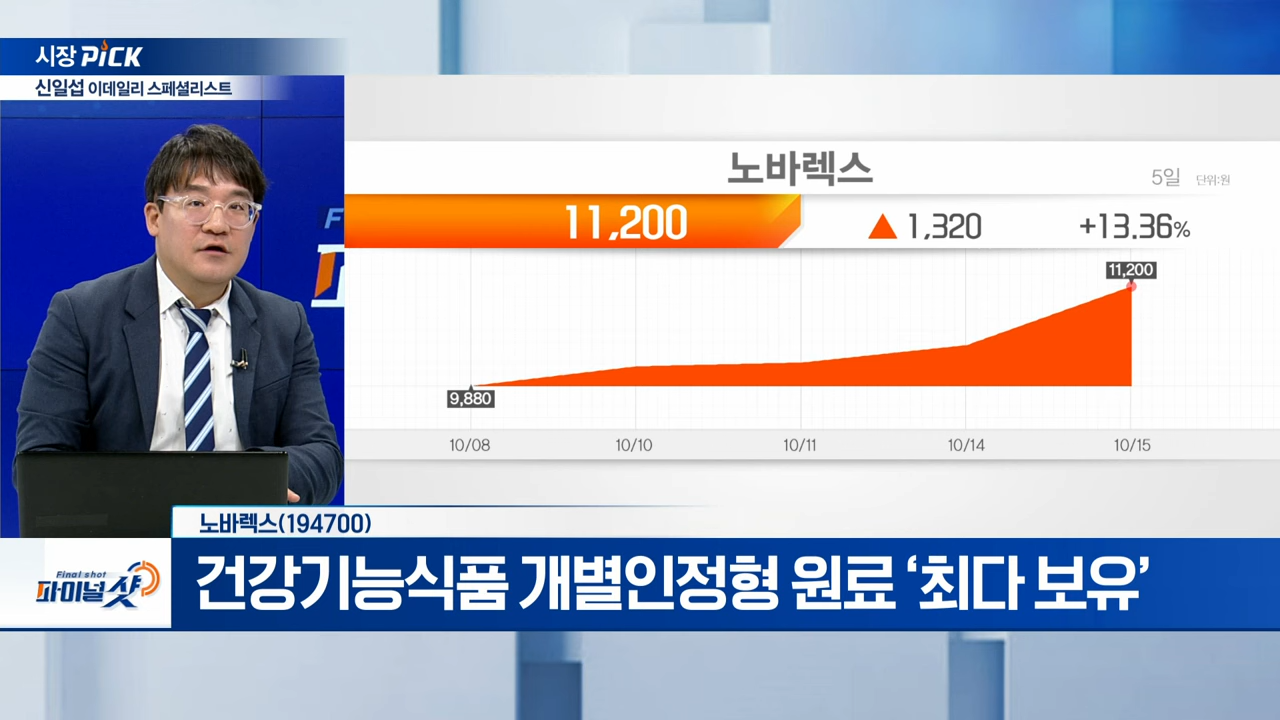 시장 PICK
신일섭 이데일리 스페셜리스트
노바렉스
5일 단위:원
11,200 ▲ 1,320 +13.36%
11,200
9,880
10/08 10/10 10/11 10/14 10/15
노바렉스(194700)
Final shot
파이널 샷
건강기능식품 개별인정형 원료 ‘최다 보유’